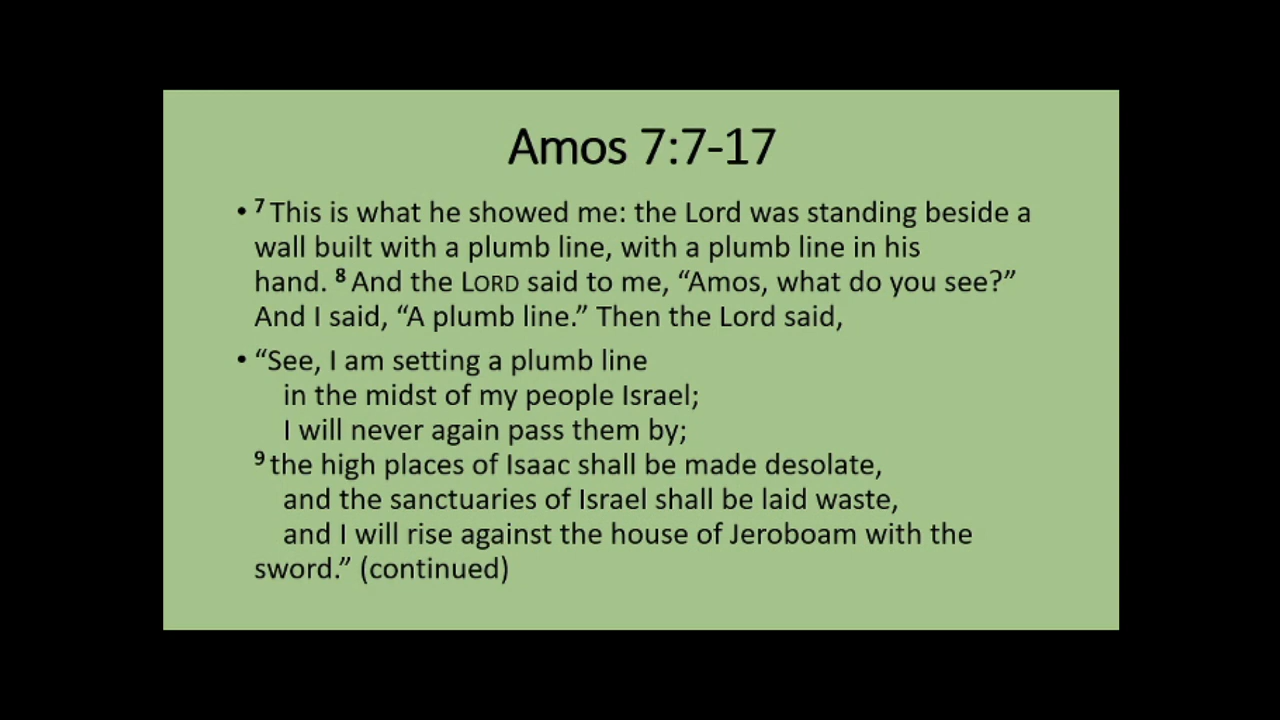 Amos 7:7-17
• ⁷ This is what he showed me: the Lord was standing beside a
wall built with a plumb line, with a plumb line in his
hand. ⁸ And the LORD said to me, “Amos, what do you see?”
And I said, “A plumb line.” Then the Lord said,
• “See, I am setting a plumb line
in the midst of my people Israel;
I will never again pass them by;
⁹ the high places of Isaac shall be made desolate,
and the sanctuaries of Israel shall be laid waste,
and I will rise against the house of Jeroboam with the
sword.” (continued)